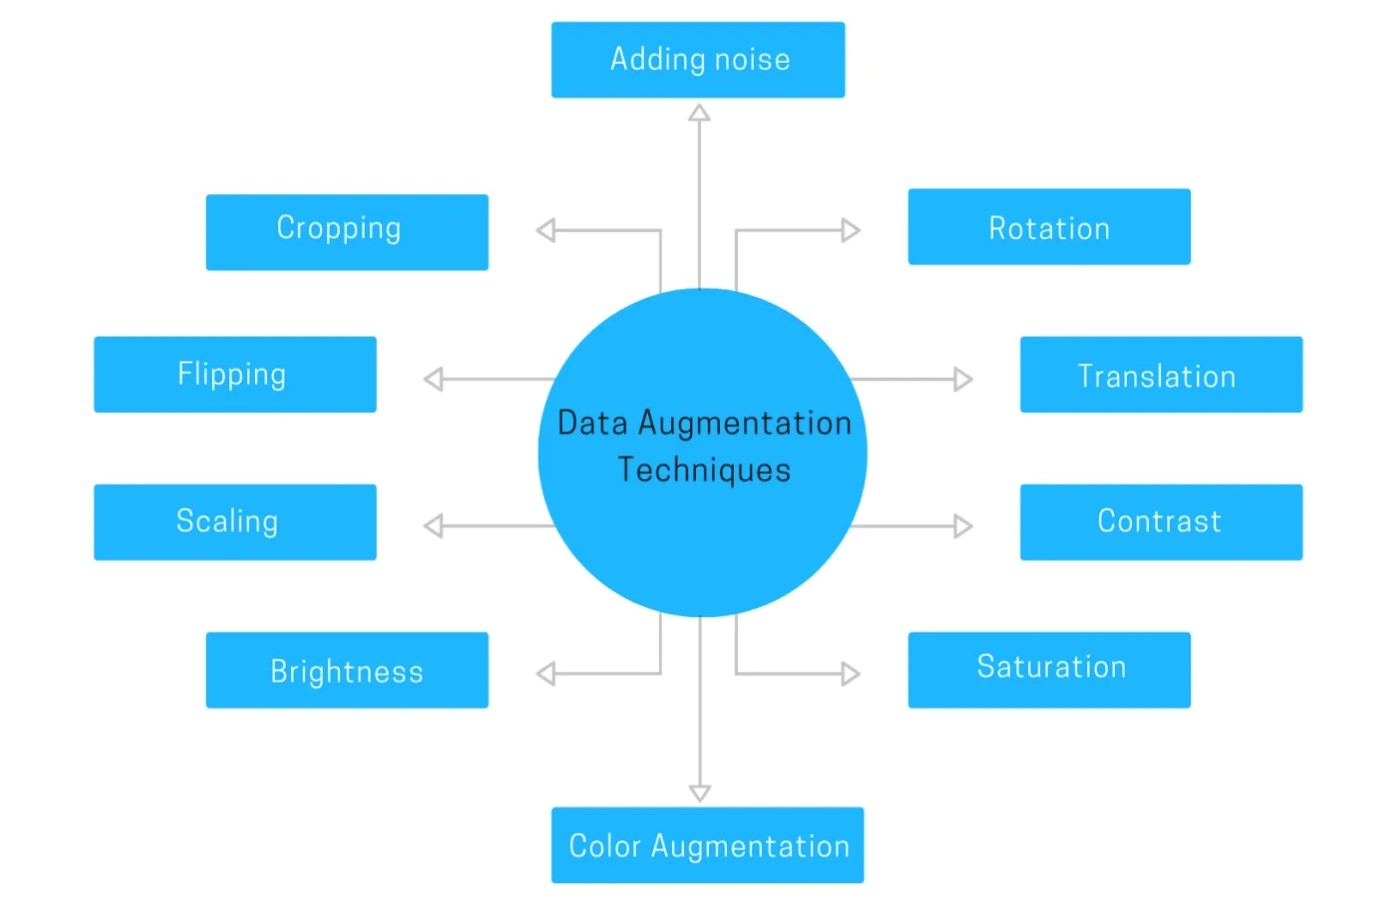 Adding noise
Cropping
Rotation
Flipping
Translation
Data Augmentation
Techniques
Scaling
Contrast
Brightness
Saturation
Color Augmentation